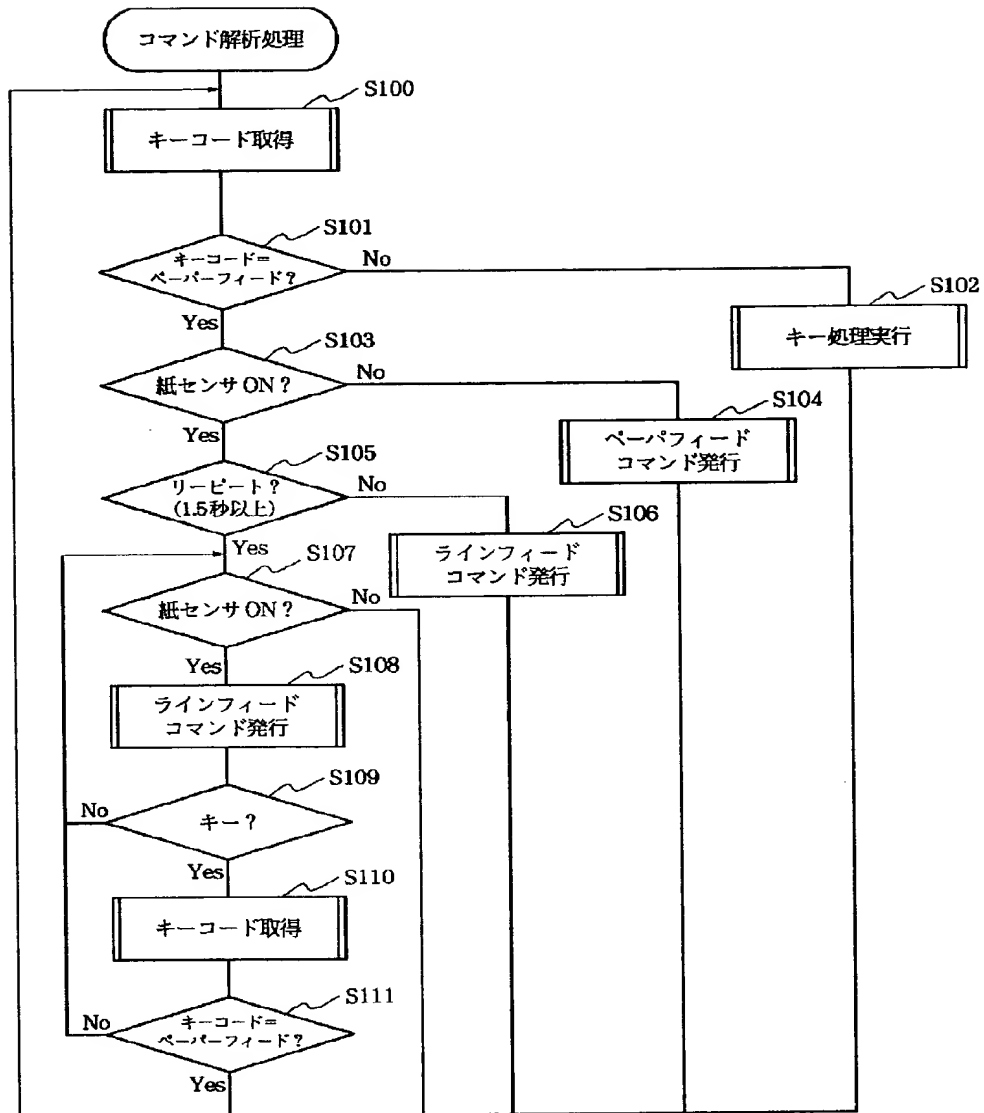 コマンド解析処理
S100
キーコード取得
S101
キーコード=
ペーパーフィード?
No
Yes
S102
キー処理実行
S103
紙センサ ON?
No
Yes
S104
ペーパフィード
コマンド発行
S105
リーピート?
(1.5秒以上)
No
Yes
S106
ラインフィード
コマンド発行
S107
紙センサ ON?
No
Yes
S108
ラインフィード
コマンド発行
S109
キー?
No
Yes
S110
キーコード取得
S111
キーコード=
ペーパーフィード?
No
Yes